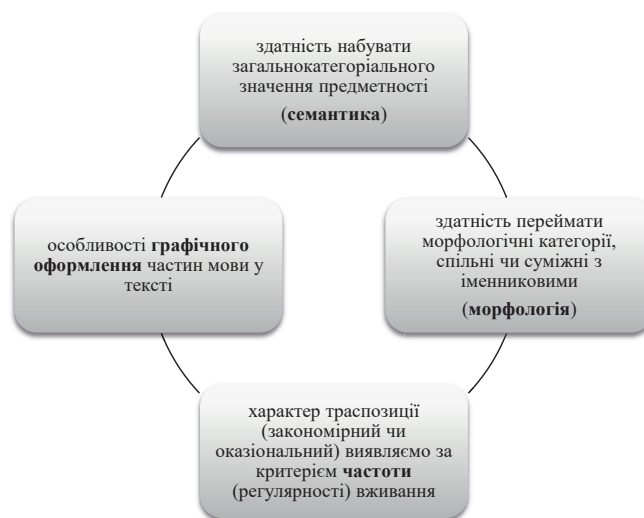 здатність набувати
загальнокатегоріального
значення предметності
(семантика)
здатність переймати
морфологічні категорії,
спільні чи суміжні з
іменниковими
(морфологія)
характер траспозиції
(закономірний чи
оказіональний) виявляємо за
критерієм частоти
(регулярності) вживання
особливості графічного
оформлення частин мови у
тексті